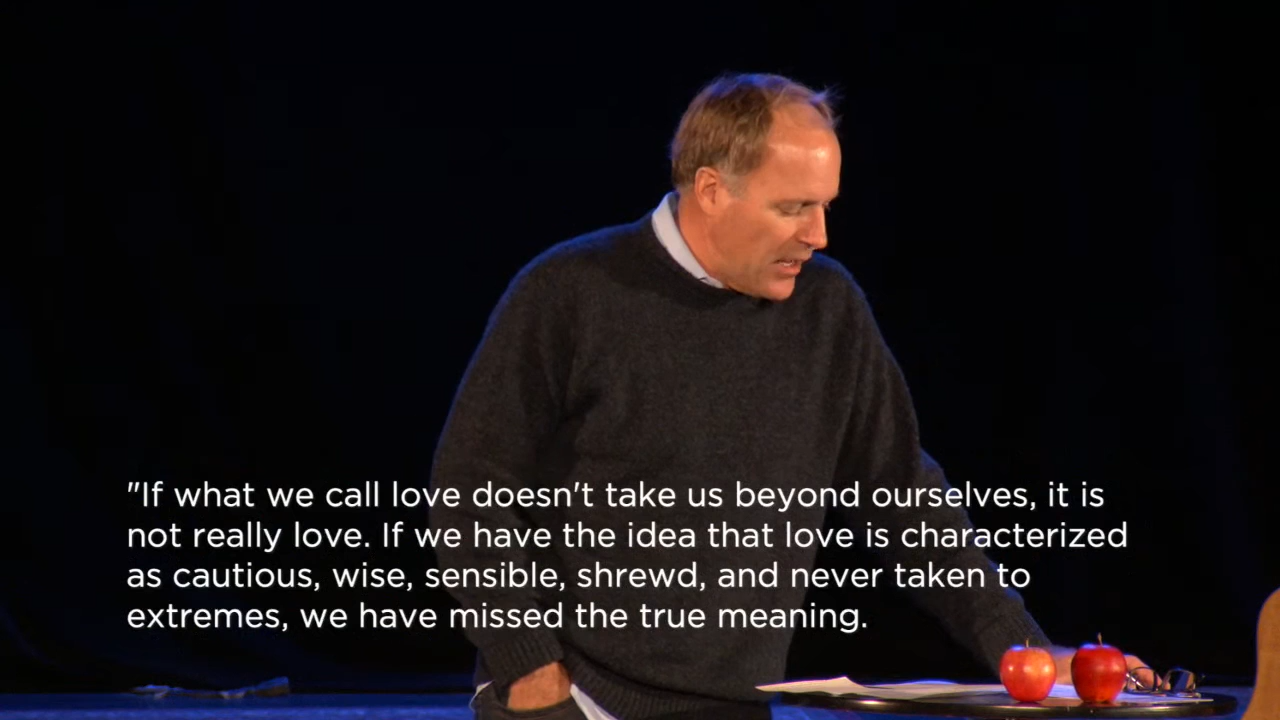 "If what we call love doesn't take us beyond ourselves, it is
not really love. If we have the idea that love is characterized
as cautious, wise, sensible, shrewd, and never taken to
extremes, we have missed the true meaning.